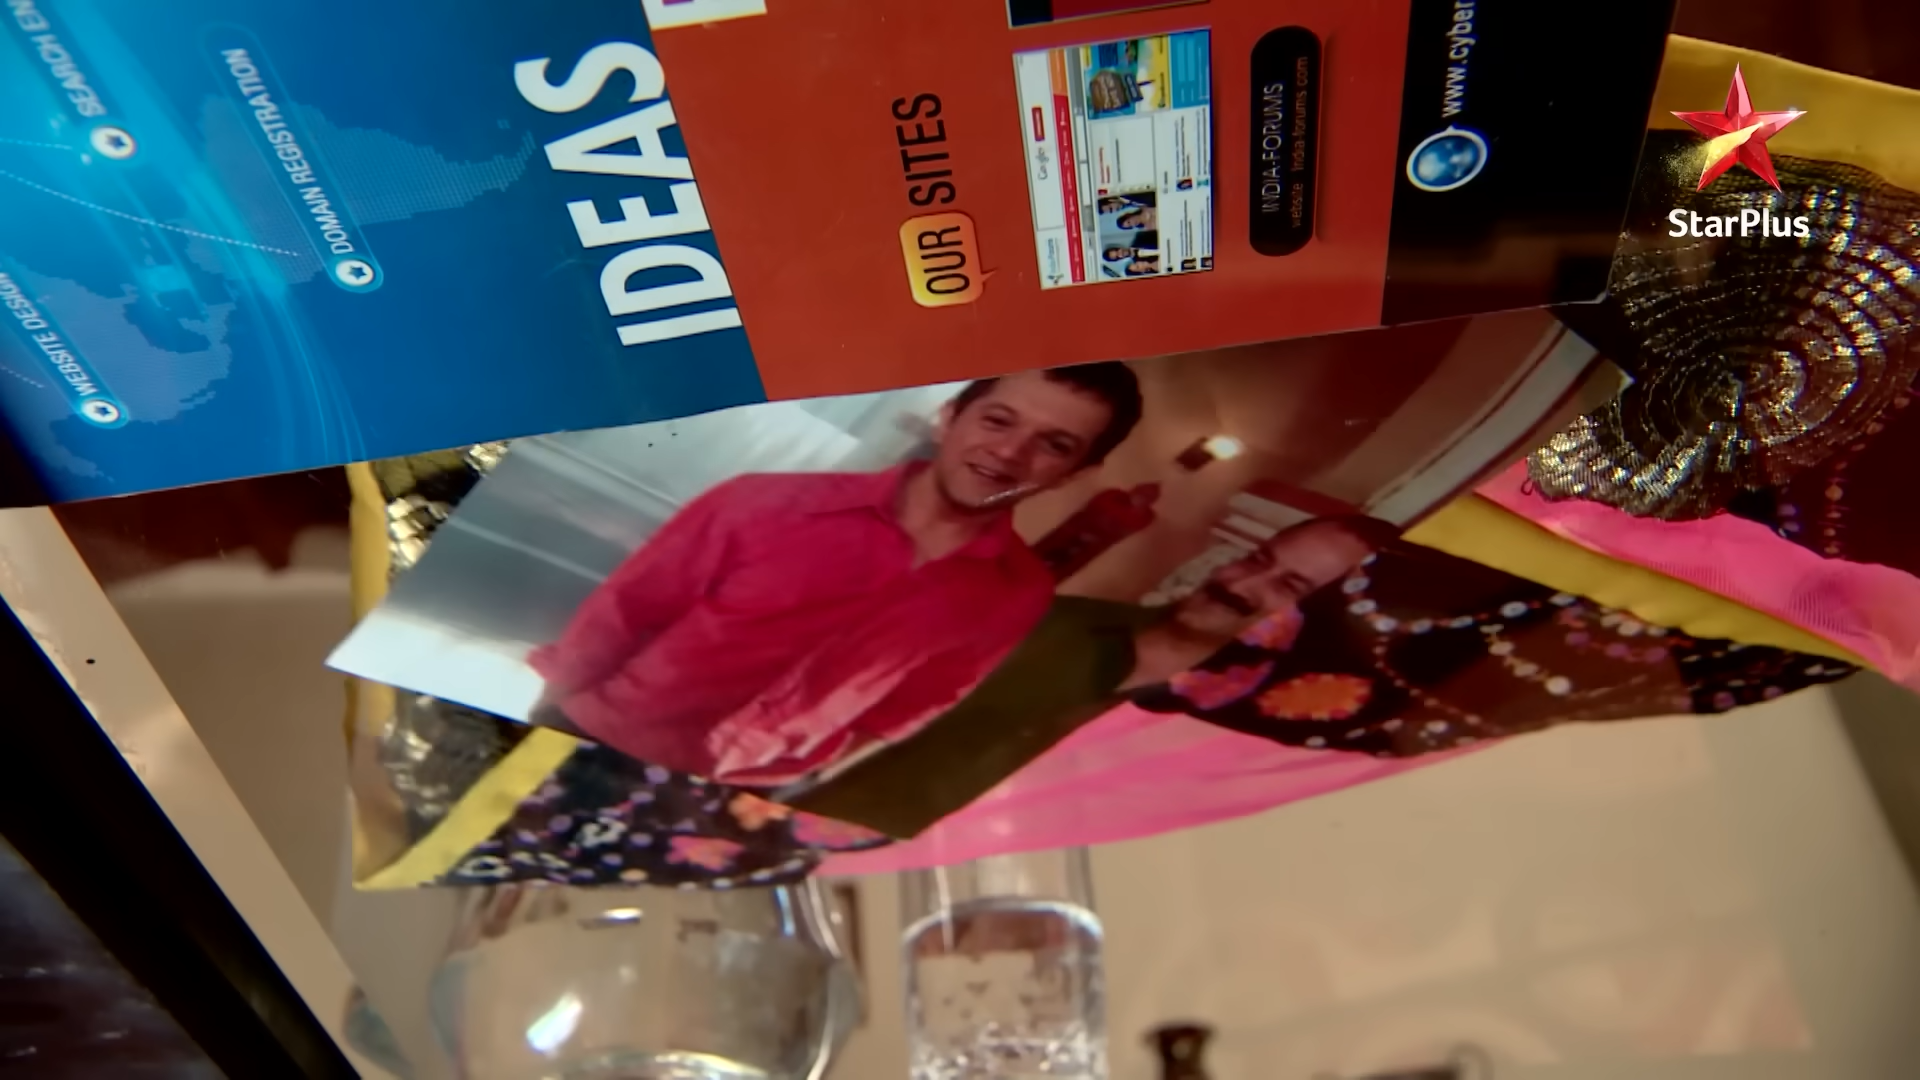 SEARCH EN
DOMAIN REGISTRATION
WEBSITE DESIGN
IDEAS
OUR SITES
INDIA-FORUMS
website india-forums.com
www.cyber
StarPlus